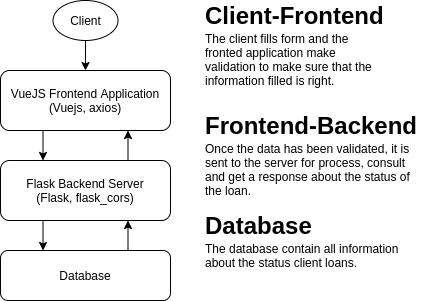 Client
VueJS Frontend Application
(Vuejs, axios)
Flask Backend Server
(Flask, flask_cors)
Database
Client-Frontend
The client fills form and the
fronted application make
validation to make sure that the
information filled is right.
Frontend-Backend
Once the data has been validated, it is
sent to the server for process, consult
and get a response about the status of
the loan.
Database
The database contain all information
about the status client loans.